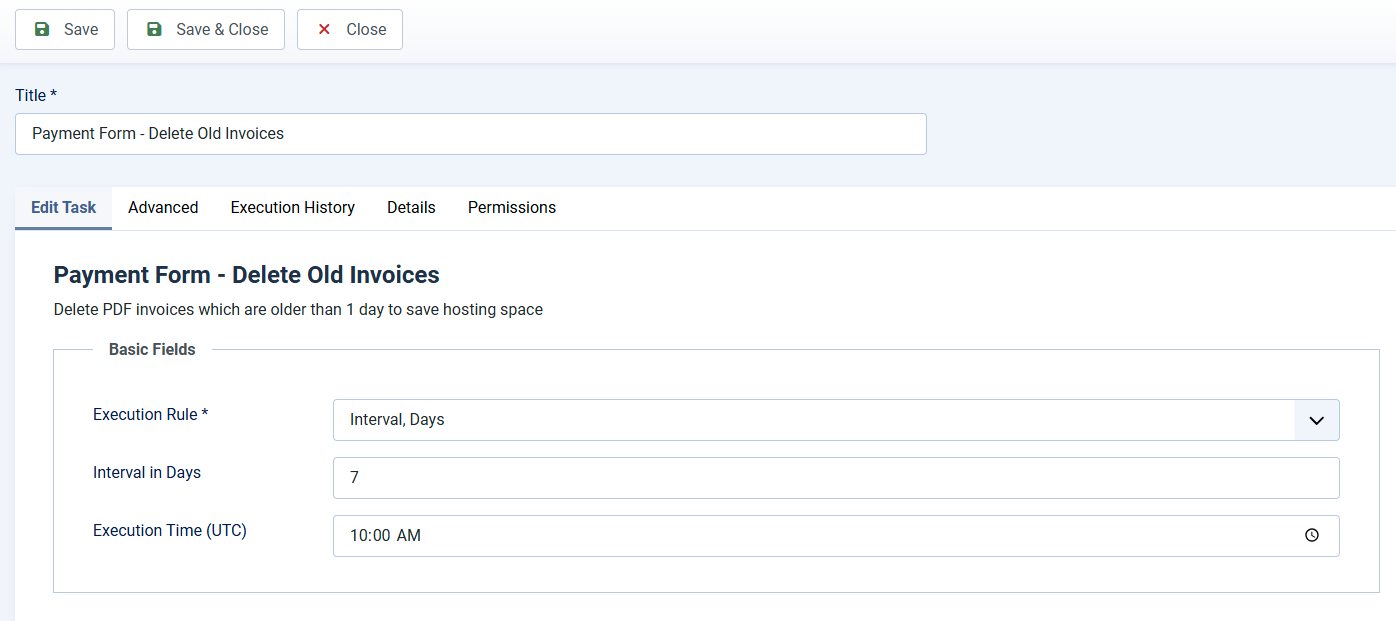 Save Save & Close Close
Title *
Payment Form - Delete Old Invoices
Edit Task Advanced Execution History Details Permissions
Payment Form - Delete Old Invoices
Delete PDF invoices which are older than 1 day to save hosting space
Basic Fields
Execution Rule * Interval, Days
Interval in Days 7
Execution Time (UTC) 10:00 AM